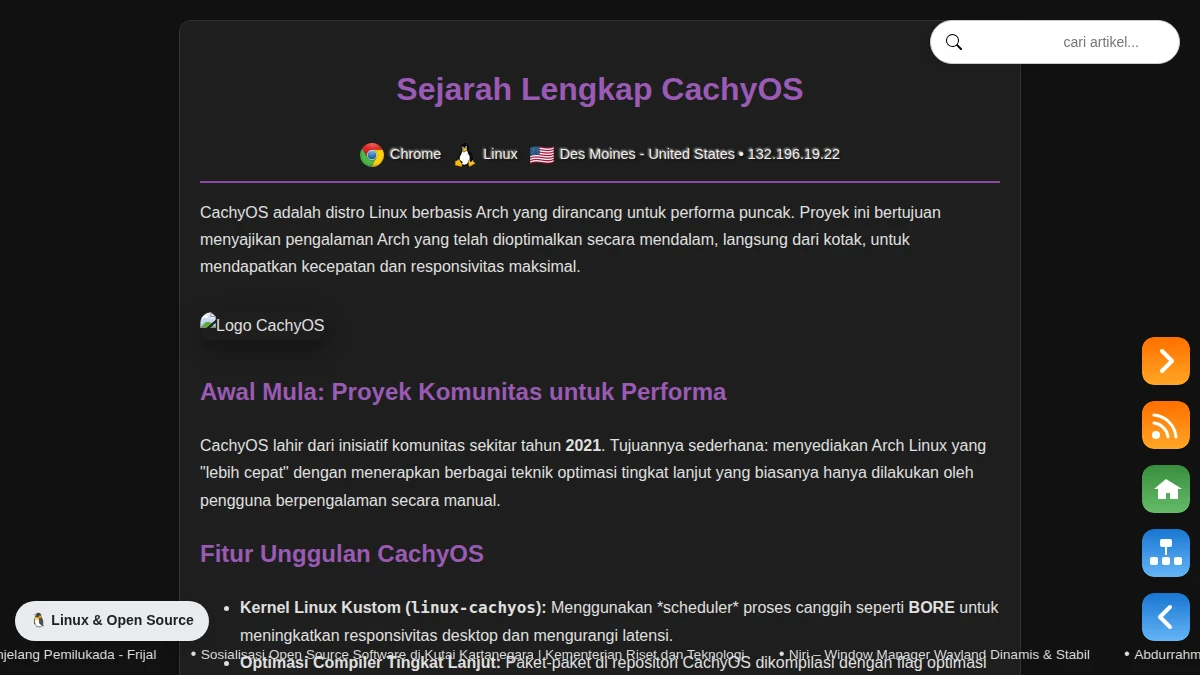 cari artikel...
Sejarah Lengkap CachyOS
Chrome Linux Des Moines - United States • 132.196.19.22
CachyOS adalah distro Linux berbasis Arch yang dirancang untuk performa puncak. Proyek ini bertujuan
menyajikan pengalaman Arch yang telah dioptimalkan secara mendalam, langsung dari kotak, untuk
mendapatkan kecepatan dan responsivitas maksimal.
Logo CachyOS
Awal Mula: Proyek Komunitas untuk Performa
CachyOS lahir dari inisiatif komunitas sekitar tahun 2021. Tujuannya sederhana: menyediakan Arch Linux yang
"lebih cepat" dengan menerapkan berbagai teknik optimasi tingkat lanjut yang biasanya hanya dilakukan oleh
pengguna berpengalaman secara manual.
Fitur Unggulan CachyOS
• Kernel Linux Kustom (linux-cachyos): Menggunakan *scheduler* proses canggih seperti BORE untuk
meningkatkan responsivitas desktop dan mengurangi latensi.
• Optimasi Compiler Tingkat Lanjut: Paket-paket di repositori CachyOS dikompilasi dengan flag optimasi
Linux & Open Source
njelang Pemilukada - Frijal • Sosialisasi Open Source Software di Kutai Kartanegara | Kementerian Riset dan Teknologi • Niri – Window Manager Wayland Dinamis & Stabil • Abdurrahm